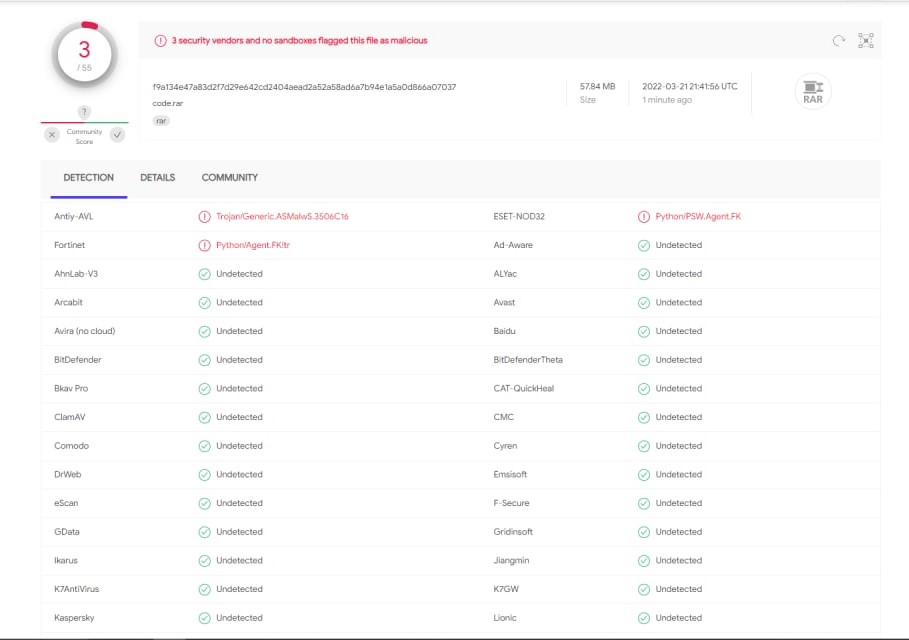 3
/ 55
?
Community
Score
3 security vendors and no sandboxes flagged this file as malicious
f9a134e47a83d2f7d29e642cd2404aead2a52a58ad6a7b94e1a5a0d866a07037
code.rar
rar
57.84 MB
Size
2022-03-21 21:41:56 UTC
1 minute ago
RAR
DETECTION DETAILS COMMUNITY
Antiy-AVL Trojan/Generic.ASMalwS.3506C16 ESET-NOD32 Python/PSW.Agent.FK
Fortinet Python/Agent.FK!tr Ad-Aware Undetected
AhnLab-V3 Undetected ALYac Undetected
Arcabit Undetected Avast Undetected
Avira (no cloud) Undetected Baidu Undetected
BitDefender Undetected BitDefenderTheta Undetected
Bkav Pro Undetected CAT-QuickHeal Undetected
ClamAV Undetected CMC Undetected
Comodo Undetected Cyren Undetected
DrWeb Undetected Emsisoft Undetected
eScan Undetected F-Secure Undetected
GData Undetected Gridinsoft Undetected
Ikarus Undetected Jiangmin Undetected
K7AntiVirus Undetected K7GW Undetected
Kaspersky Undetected Lionic Undetected